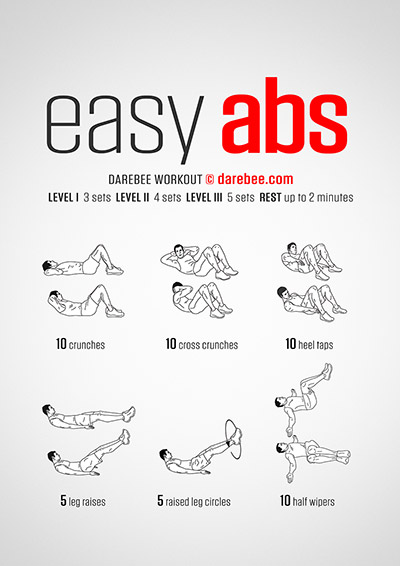 easy abs
DAREBEE WORKOUT © darebee.com
LEVEL I 3 sets LEVEL II 4 sets LEVEL III 5 sets REST up to 2 minutes
10 crunches
10 cross crunches
10 heel taps
5 leg raises
5 raised leg circles
10 half wipers